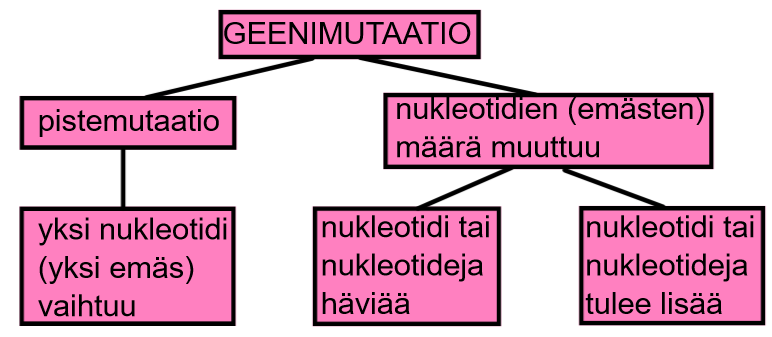 GEENIMUTAATIO
pistemutaatio
nukleotidien (emästen)
määrä muuttuu
yksi nukleotidi
(yksi emäs)
vaihtuu
nukleotidi tai
nukleotideja
häviää
nukleotidi tai
nukleotideja
tulee lisää